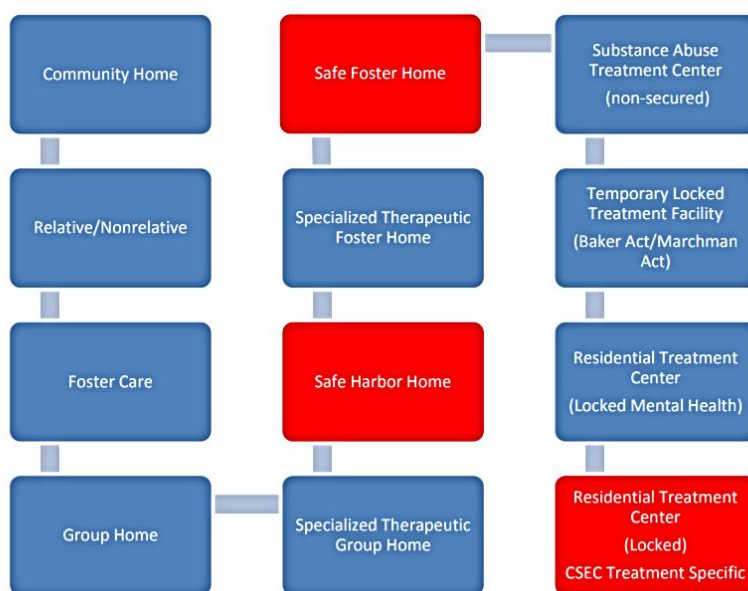 Community Home
Relative/Nonrelative
Foster Care
Group Home
Specialized Therapeutic
Group Home
Safe Harbor Home
Specialized Therapeutic
Foster Home
Safe Foster Home
Substance Abuse
Treatment Center
(non-secured)
Temporary Locked
Treatment Facility
(Baker Act/Marchman
Act)
Residential Treatment
Center
(Locked Mental Health)
Residential Treatment
Center
(Locked)
CSEC Treatment Specific